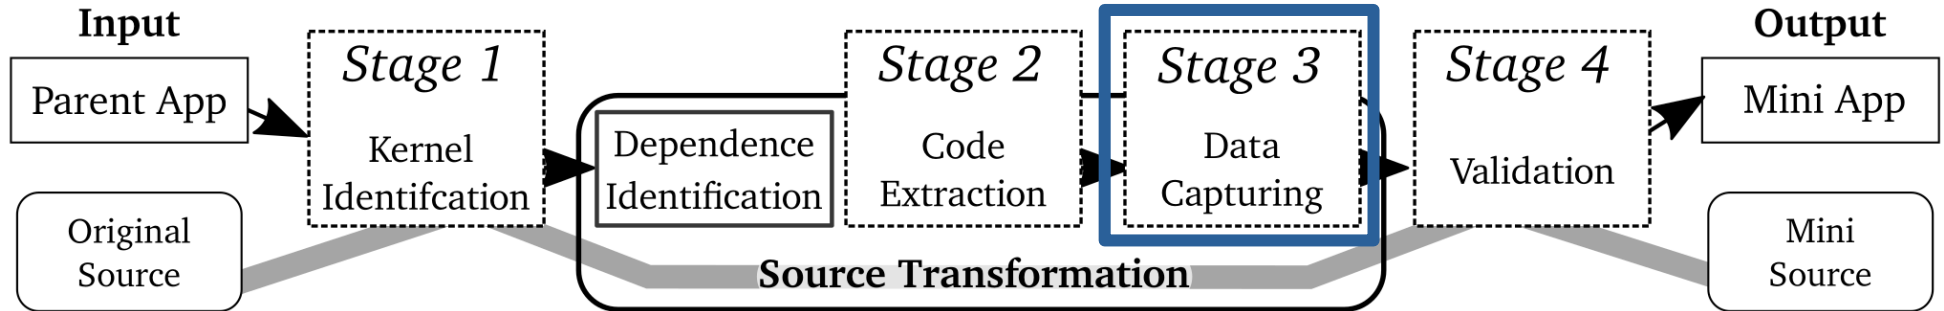 Input
Parent App
Original
Source
Stage 1
Kernel
Identifcation
Dependence
Identification
Stage 2
Code
Extraction
Stage 3
Data
Capturing
Source Transformation
Stage 4
Validation
Output
Mini App
Mini
Source